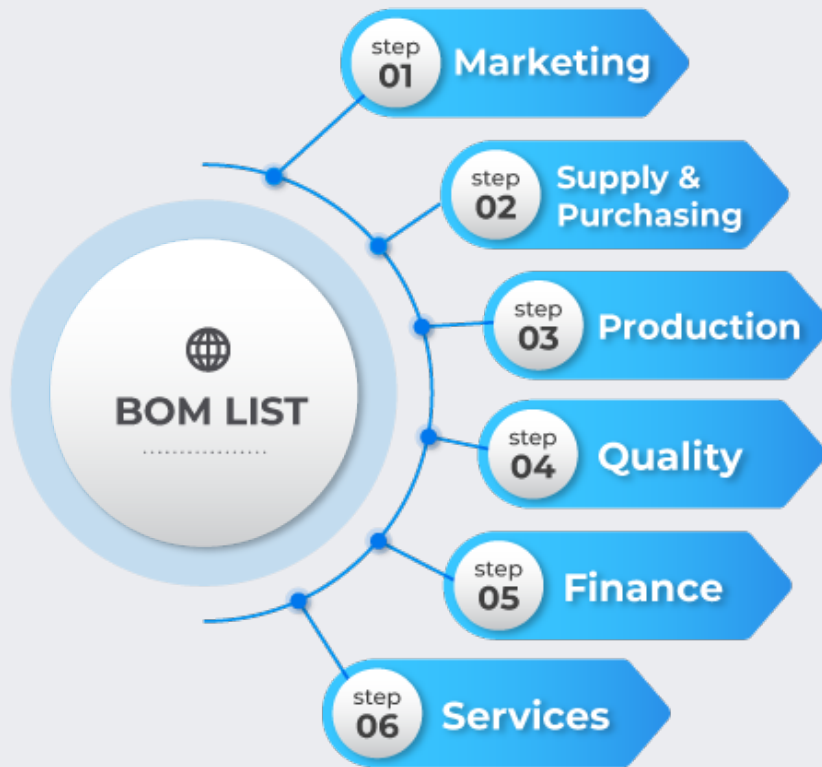 step
01
Marketing
step
02
Supply &
Purchasing
step
03
Production
BOM LIST
step
04
Quality
step
05
Finance
step
06
Services